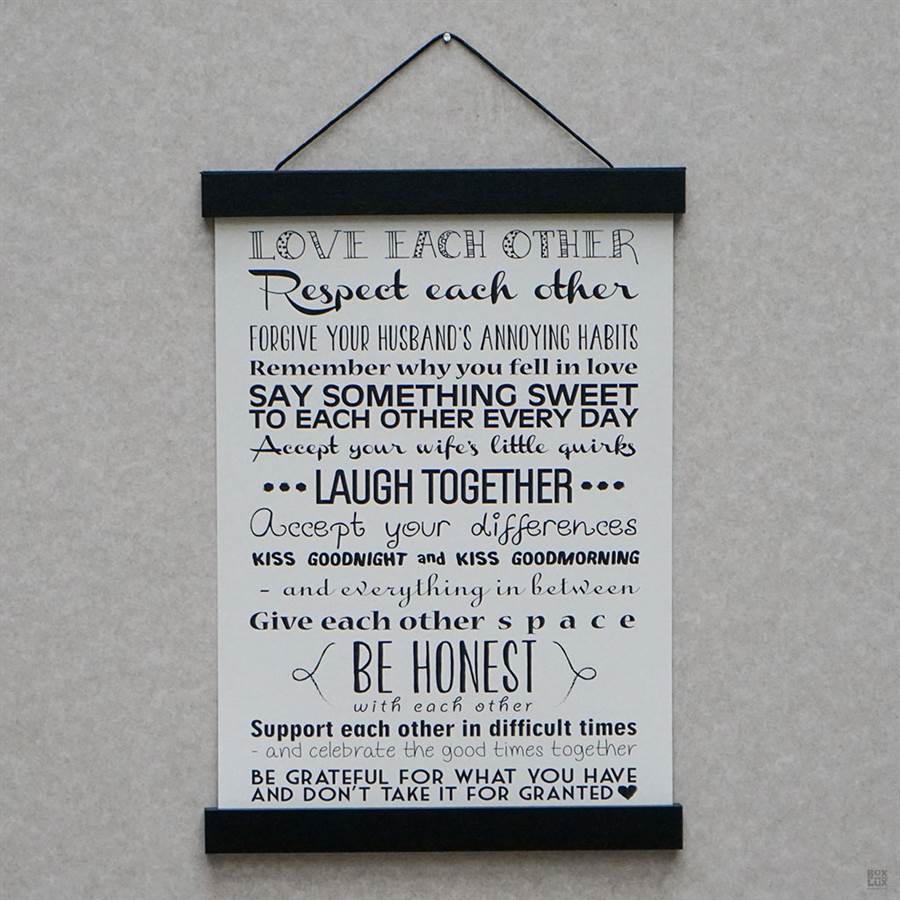 LOVE EACH OTHER
Respect each other
FORGIVE YOUR HUSBAND'S ANNOYING HABITS
Remember why you fell in love
SAY SOMETHING SWEET
TO EACH OTHER EVERY DAY
Accept your wife's little quirks
LAUGH TOGETHER
Accept your differences
KISS GOODNIGHT and KISS GOODMORNING
- and everything in between
Give each other space
BE HONEST
with each other
Support each other in difficult times
- and celebrate the good times together
BE GRATEFUL FOR WHAT YOU HAVE
AND DON'T TAKE IT FOR GRANTED
BOX
LUX